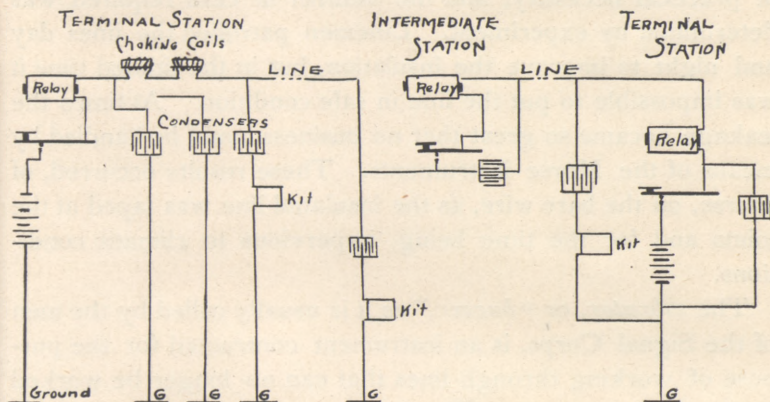 TERMINAL STATION
Choking Coils
Relay
CONDENSERS
LINE
Kit
Kit
INTERMEDIATE-
STATION
Relay
LINE
TERMINAL
STATION
Relay
Kit
Ground
G
G
G
G
G